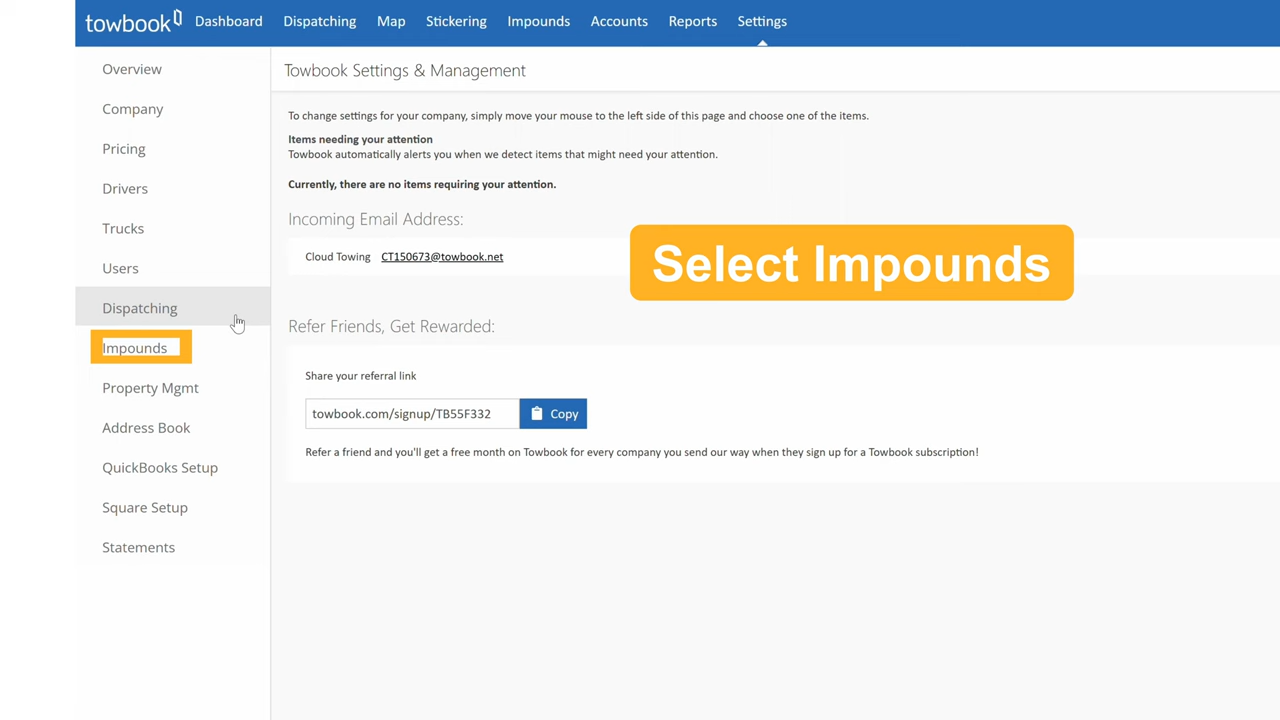 towbook Dashboard Dispatching Map Stickering Impounds Accounts Reports Settings
Overview
Company
Pricing
Drivers
Trucks
Users
Dispatching
Impounds
Property Mgmt
Address Book
QuickBooks Setup
Square Setup
Statements
Towbook Settings & Management
To change settings for your company, simply move your mouse to the left side of this page and choose one of the items.
Items needing your attention
Towbook automatically alerts you when we detect items that might need your attention.
Currently, there are no items requiring your attention.
Incoming Email Address:
Cloud Towing CT150673@towbook.net
Select Impounds
Refer Friends, Get Rewarded:
Share your referral link
towbook.com/signup/TB55F332 Copy
Refer a friend and you'll get a free month on Towbook for every company you send our way when they sign up for a Towbook subscription!